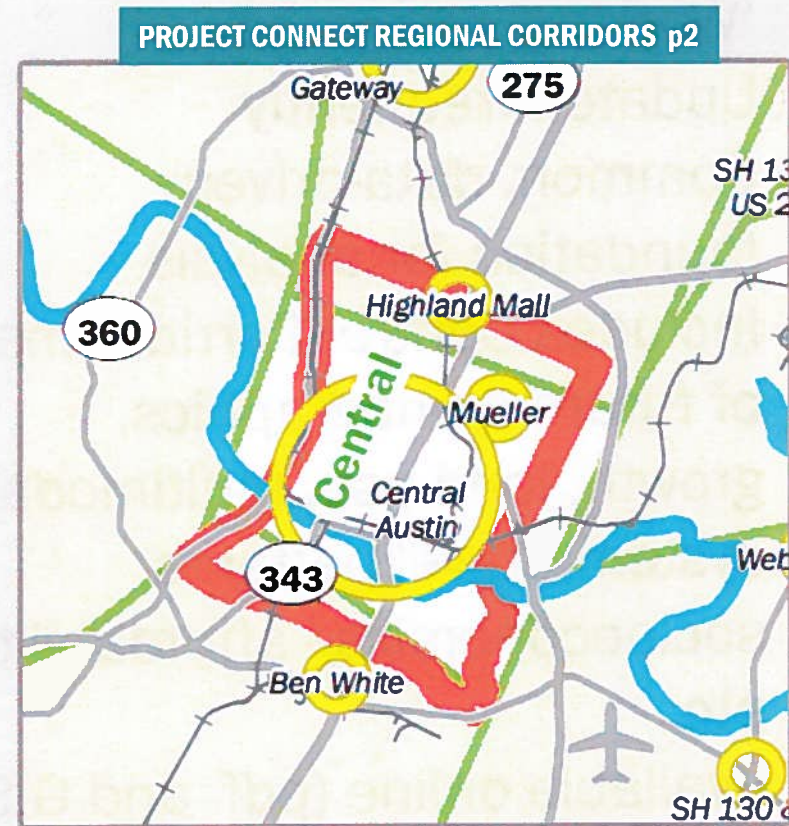 PROJECT CONNECT REGIONAL CORRIDORS p2
Gateway
275
SH 13
US 2
360
Highland Mall
Central
Mueller
Central
Austin
343
Web
Ben White
SH 130